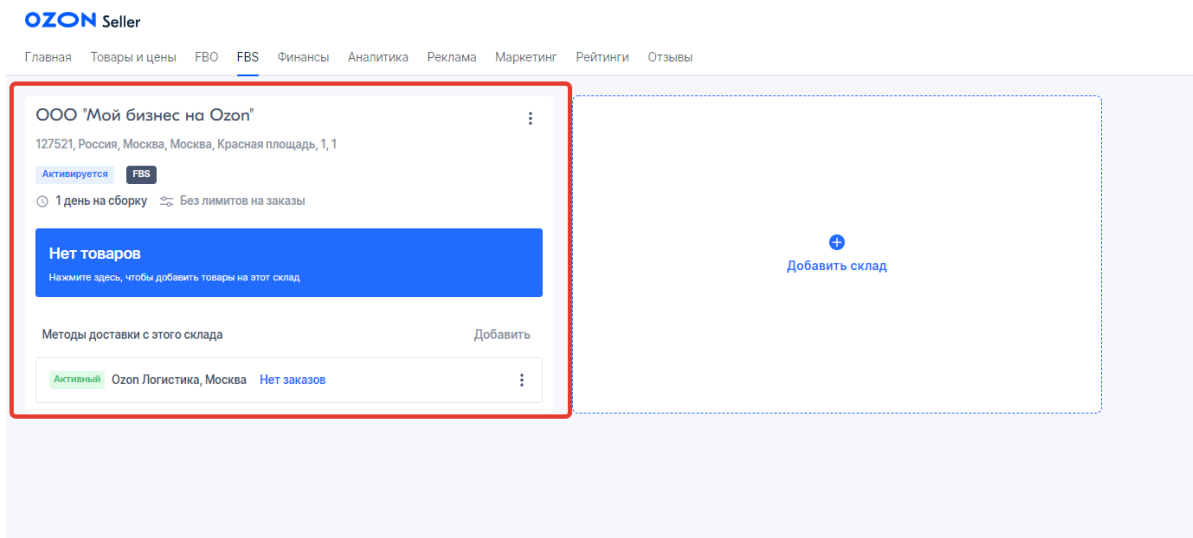 OZON Seller
Главная Товары и цены FBO FBS Финансы Аналитика Реклама Маркетинг Рейтинги Отзывы
ООО "Мой бизнес на Ozon"
127521, Россия, Москва, Москва, Красная площадь, 1, 1
Активируется FBS
1 день на сборку Без лимитов на заказы
Нет товаров
Нажмите здесь, чтобы добавить товары на этот склад
Методы доставки с этого склада Добавить
Активный Ozon Логистика, Москва Нет заказов
Добавить склад